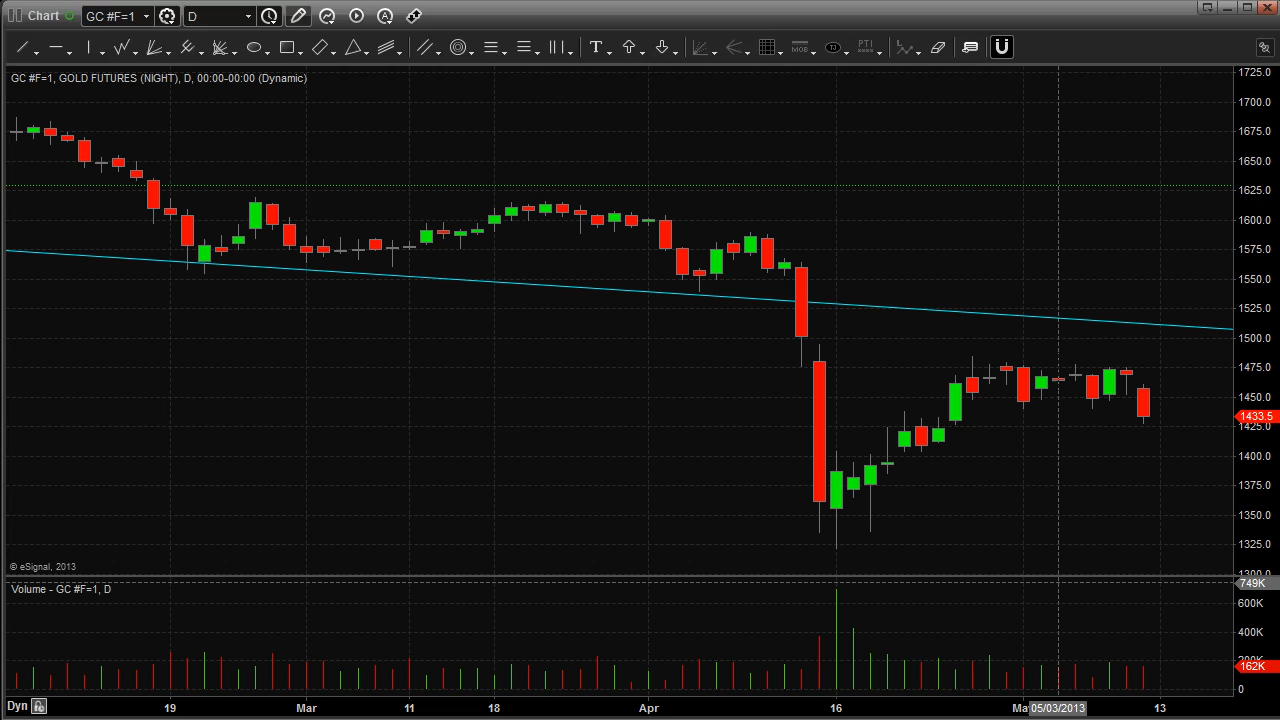 Chart GC #F=1 D
T MOB TJ PTI
GC #F=1, GOLD FUTURES (NIGHT), D, 00:00-00:00 (Dynamic)
1725.0
1700.0
1675.0
1650.0
1625.0
1600.0
1575.0
1550.0
1525.0
1500.0
1475.0
1450.0
1433.5
1425.0
1400.0
1375.0
1350.0
1325.0
1300.0
© eSignal, 2013
Volume - GC #F=1, D
749K
600K
400K
200K
162K
0
Dyn 19 Mar 11 18 Apr 16 05/03/2013 13